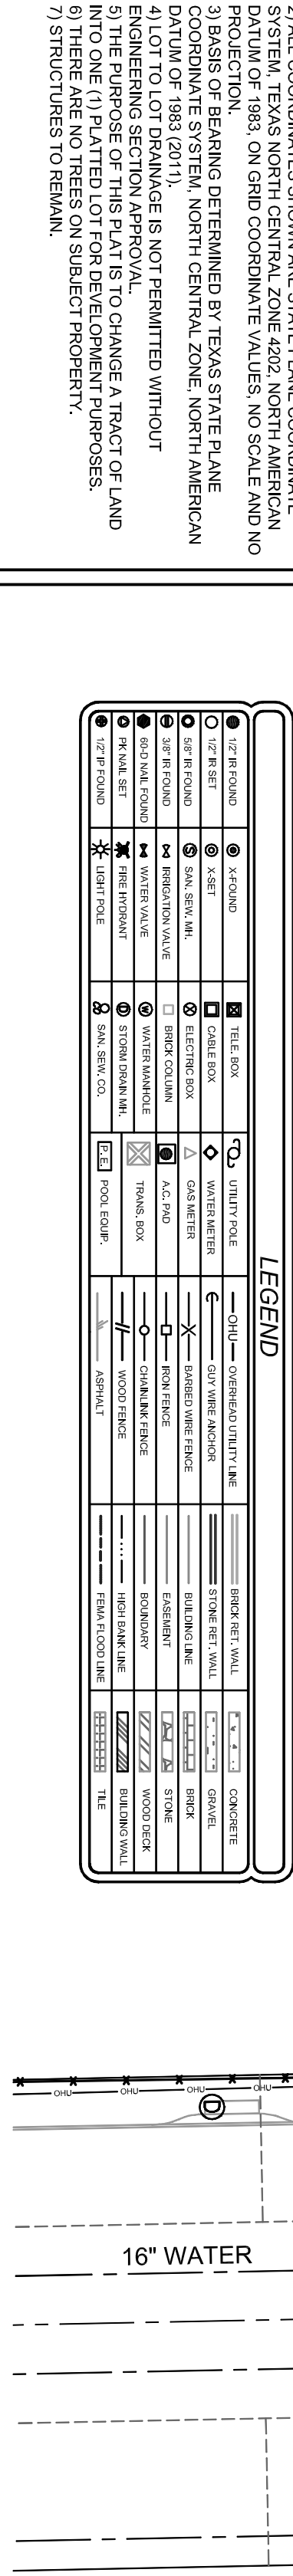 2) ALL COORDINATES SHOWN ARE STATE PLANE COORDINATE
SYSTEM, TEXAS NORTH CENTRAL ZONE 4202, NORTH AMERICAN
DATUM OF 1983, ON GRID COORDINATE VALUES, NO SCALE AND NO
PROJECTION.
3) BASIS OF BEARING DETERMINED BY TEXAS STATE PLANE
COORDINATE SYSTEM, NORTH CENTRAL ZONE, NORTH AMERICAN
DATUM OF 1983 (2011).
4) LOT TO LOT DRAINAGE IS NOT PERMITTED WITHOUT
ENGINEERING SECTION APPROVAL.
5) THE PURPOSE OF THIS PLAT IS TO CHANGE A TRACT OF LAND
INTO ONE (1) PLATTED LOT FOR DEVELOPMENT PURPOSES.
6) THERE ARE NO TREES ON SUBJECT PROPERTY.
7) STRUCTURES TO REMAIN.
LEGEND
1/2" IR FOUND
1/2" IR SET
5/8" IR FOUND
3/8" IR FOUND
60-D NAIL FOUND
PK NAIL SET
1/2" IP FOUND
X-FOUND
X-SET
S SAN. SEW. MH.
IRRIGATION VALVE
WATER VALVE
FIRE HYDRANT
LIGHT POLE
TELE. BOX
CABLE BOX
ELECTRIC BOX
BRICK COLUMN
W WATER MANHOLE
D STORM DRAIN MH.
SAN. SEW. CO.
UTILITY POLE
WATER METER
GAS METER
A.C. PAD
TRANS. BOX
P.E. POOL EQUIP.
OHU OVERHEAD UTILITY LINE
GUY WIRE ANCHOR
BARBED WIRE FENCE
IRON FENCE
CHAINLINK FENCE
WOOD FENCE
ASPHALT
BRICK RET. WALL
STONE RET. WALL
BUILDING LINE
EASEMENT
BOUNDARY
HIGH BANK LINE
FEMA FLOOD LINE
CONCRETE
GRAVEL
BRICK
STONE
WOOD DECK
BUILDING WALL
TILE
OHU OHU OHU OHU
D
16" WATER